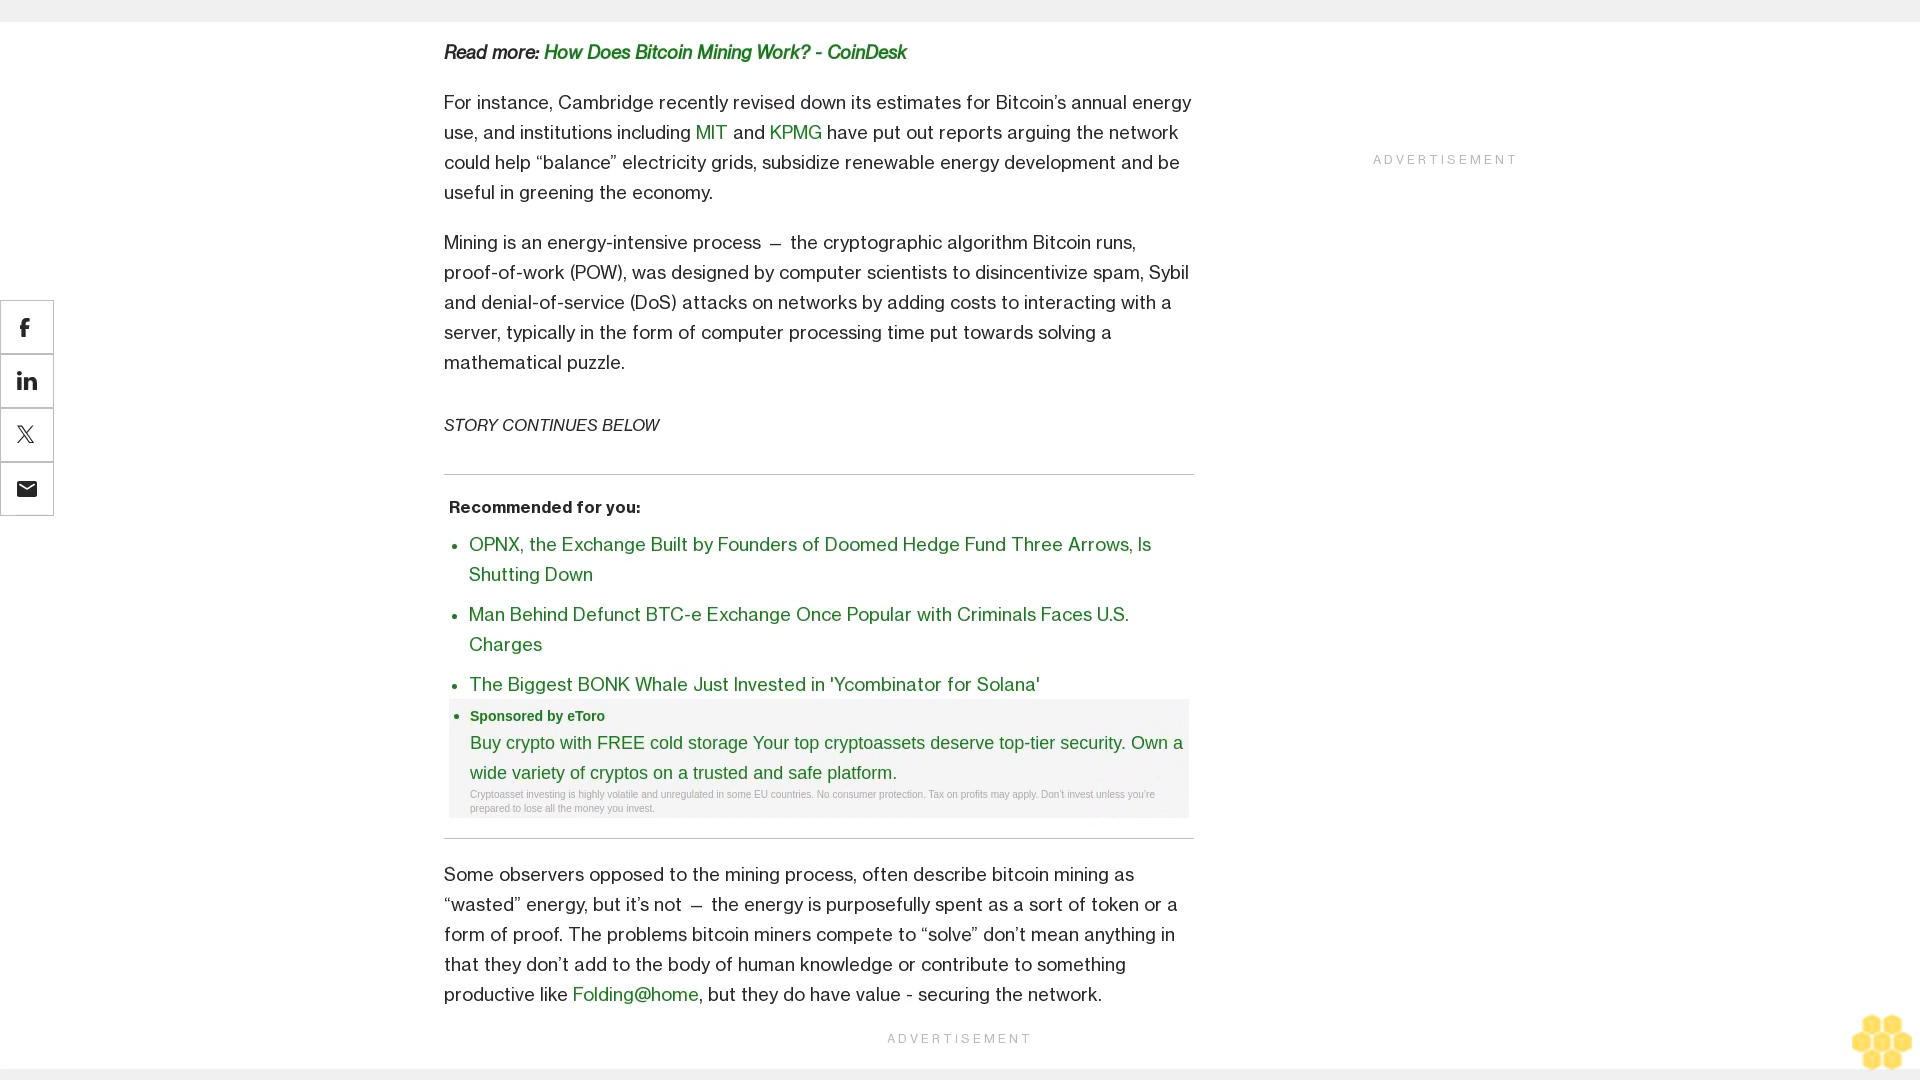 Read more: How Does Bitcoin Mining Work? - CoinDesk
For instance, Cambridge recently revised down its estimates for Bitcoin’s annual energy
use, and institutions including MIT and KPMG have put out reports arguing the network
could help “balance” electricity grids, subsidize renewable energy development and be
useful in greening the economy.
ADVERTISEMENT
Mining is an energy-intensive process — the cryptographic algorithm Bitcoin runs,
proof-of-work (POW), was designed by computer scientists to disincentivize spam, Sybil
and denial-of-service (DoS) attacks on networks by adding costs to interacting with a
server, typically in the form of computer processing time put towards solving a
mathematical puzzle.
STORY CONTINUES BELOW
Recommended for you:
• OPNX, the Exchange Built by Founders of Doomed Hedge Fund Three Arrows, Is
Shutting Down
• Man Behind Defunct BTC-e Exchange Once Popular with Criminals Faces U.S.
Charges
• The Biggest BONK Whale Just Invested in 'Ycombinator for Solana'
• Sponsored by eToro
Buy crypto with FREE cold storage Your top cryptoassets deserve top-tier security. Own a
wide variety of cryptos on a trusted and safe platform.
Cryptoasset investing is highly volatile and unregulated in some EU countries. No consumer protection. Tax on profits may apply. Don’t invest unless you’re
prepared to lose all the money you invest.
Some observers opposed to the mining process, often describe bitcoin mining as
“wasted” energy, but it’s not — the energy is purposefully spent as a sort of token or a
form of proof. The problems bitcoin miners compete to “solve” don’t mean anything in
that they don’t add to the body of human knowledge or contribute to something
productive like Folding@home, but they do have value - securing the network.
ADVERTISEMENT